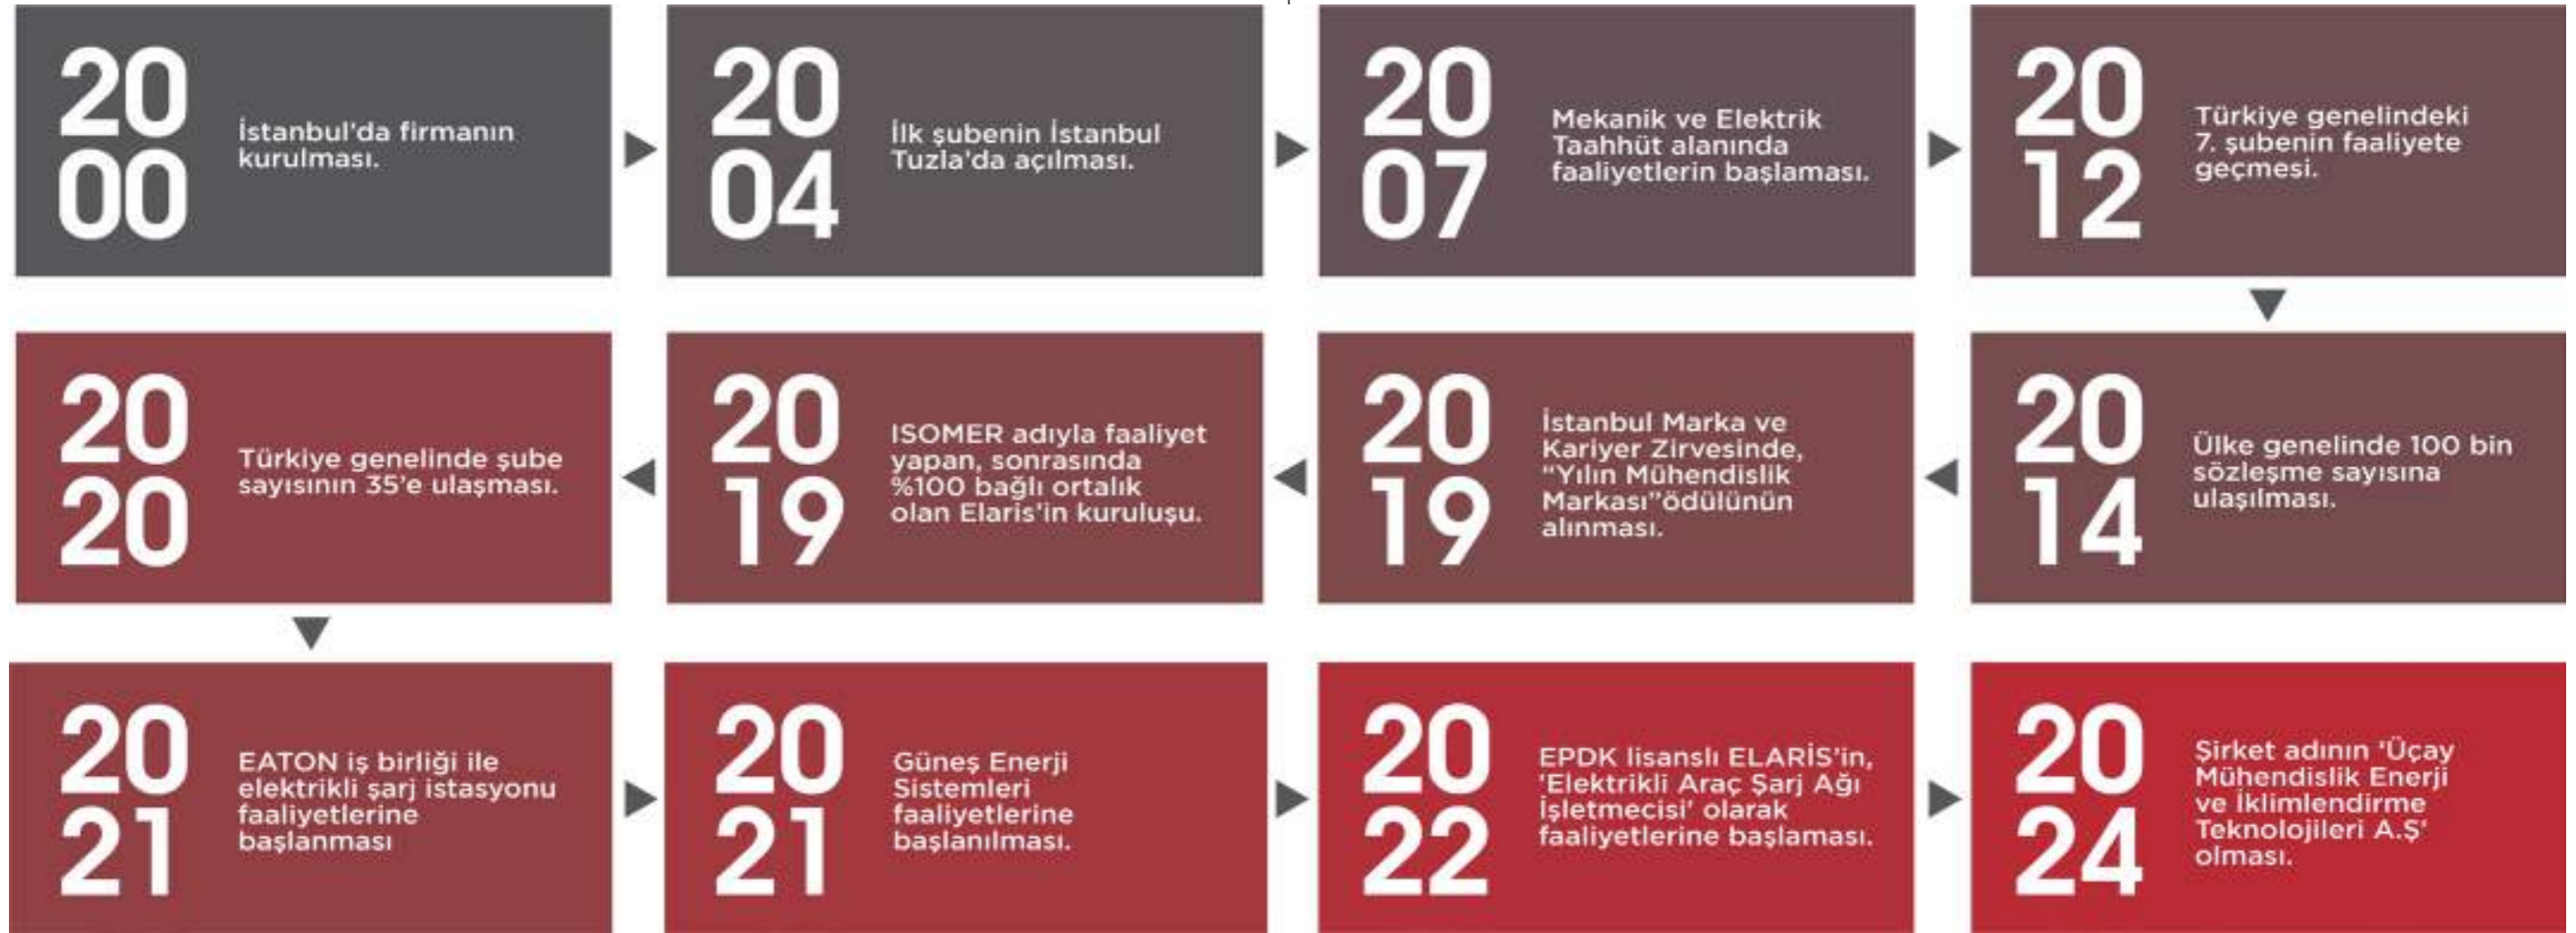 20
00
İstanbul'da firmanın
kurulması.
20
04
İlk şubenin İstanbul
Tuzla'da açılması.
20
07
Mekanik ve Elektrik
Taahhüt alanında
faaliyetlerin başlaması.
20
12
Türkiye genelindeki
7. şubenin faaliyete
geçmesi.
20
14
Ülke genelinde 100 bin
sözleşme sayısına
ulaşılması.
20
19
İstanbul Marka ve
Kariyer Zirvesinde,
"Yılın Mühendislik
Markası"ödülünün
alınması.
20
19
ISOMER adıyla faaliyet
yapan, sonrasında
%100 bağlı ortalık
olan Elaris'in kuruluşu.
20
20
Türkiye genelinde şube
sayısının 35'e ulaşması.
20
21
EATON iş birliği ile
elektrikli şarj istasyonu
faaliyetlerine
başlanması
20
21
Güneş Enerji
Sistemleri
faaliyetlerine
başlanılması.
20
22
EPDK lisanslı ELARİS'in,
'Elektrikli Araç Şarj Ağı
İşletmecisi' olarak
faaliyetlerine başlaması.
20
24
Şirket adının 'Üçay
Mühendislik Enerji
ve İklimlendirme
Teknolojileri A.Ş'
olması.